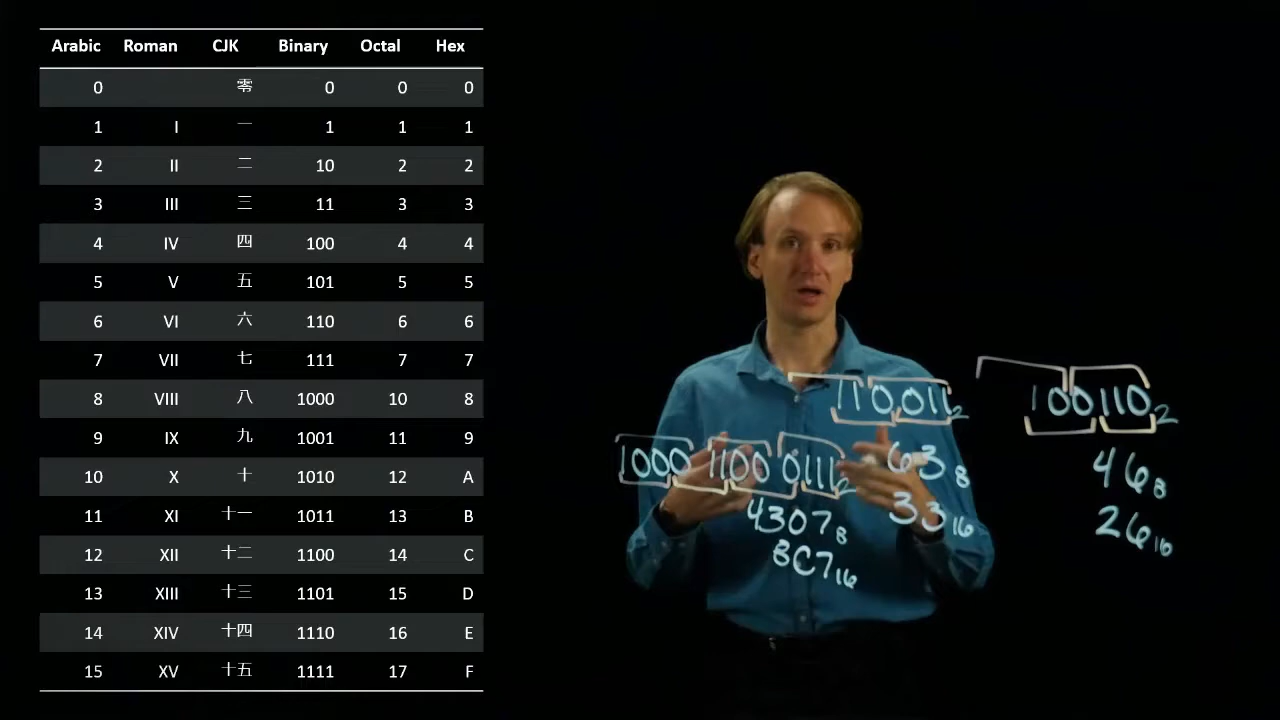 Arabic Roman CJK Binary Octal Hex
0 零 0 0 0
1 I 一 1 1 1
2 II 二 10 2 2
3 III 三 11 3 3
4 IV 四 100 4 4
5 V 五 101 5 5
6 VI 六 110 6 6
7 VII 七 111 7 7
8 VIII 八 1000 10 8
9 IX 九 1001 11 9
10 X 十 1010 12 A
11 XI 十一 1011 13 B
12 XII 十二 1100 14 C
13 XIII 十三 1101 15 D
14 XIV 十四 1110 16 E
15 XV 十五 1111 17 F
1000 1100 0111₂
4307₈
8C7₁₆
110011₂
63₈
33₁₆
100110₂
46₈
26₁₆